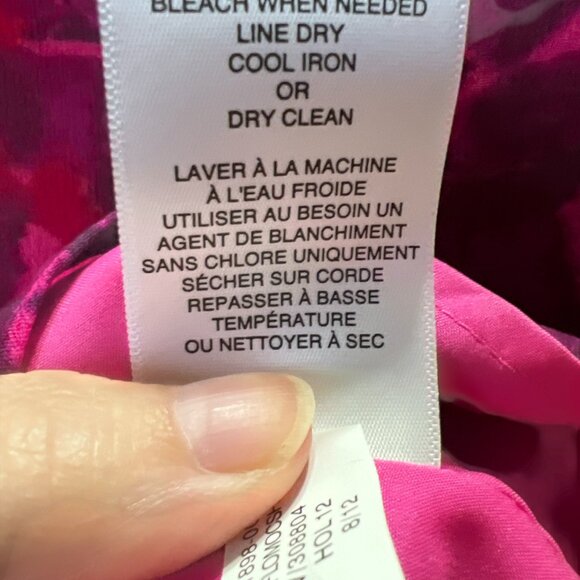 BLEACH WHEN NEEDED
LINE DRY
COOL IRON
OR
DRY CLEAN
LAVER À LA MACHINE
À L'EAU FROIDE
UTILISER AU BESOIN UN
AGENT DE BLANCHIMENT
SANS CHLORE UNIQUEMENT
SÉCHER SUR CORDE
REPASSER À BASSE
TEMPÉRATURE
OU NETTOYER À SEC
/308804
HOL12
8/12